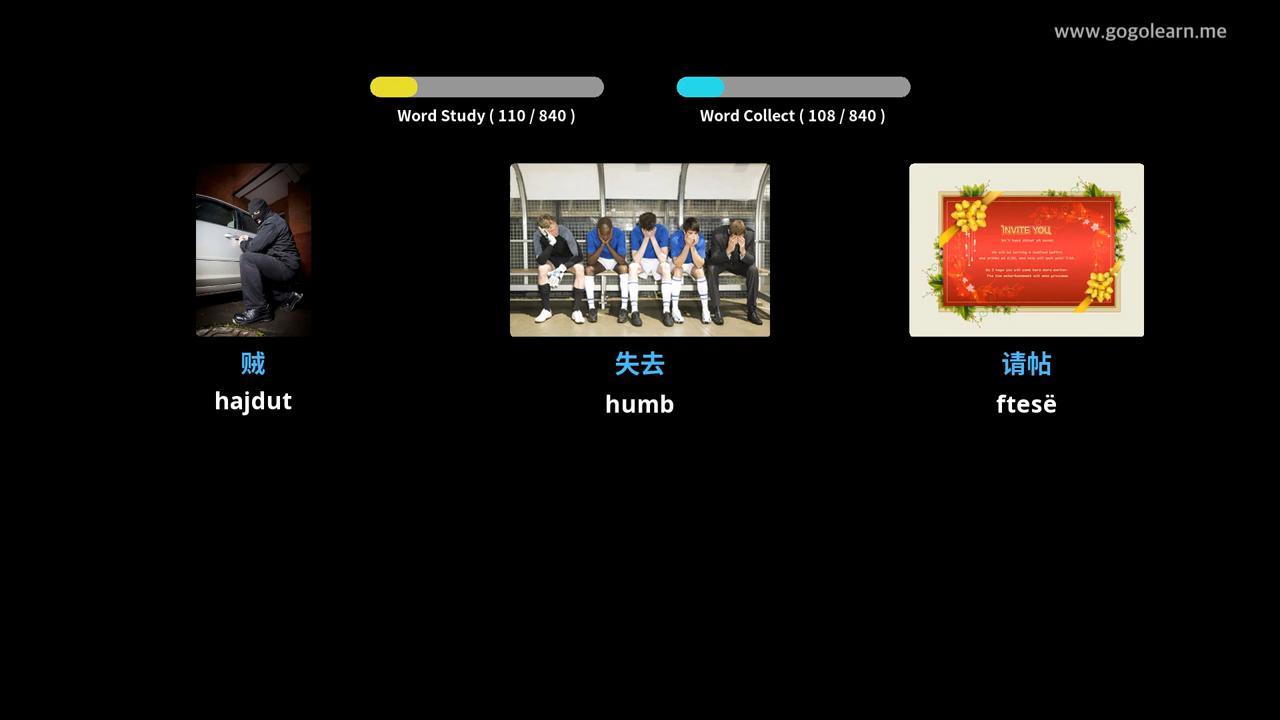 www.gogolearn.me
Word Study ( 110 / 840 )
Word Collect ( 108 / 840 )
INVITE YOU
贼
失去
请帖
hajdut
humb
ftesë